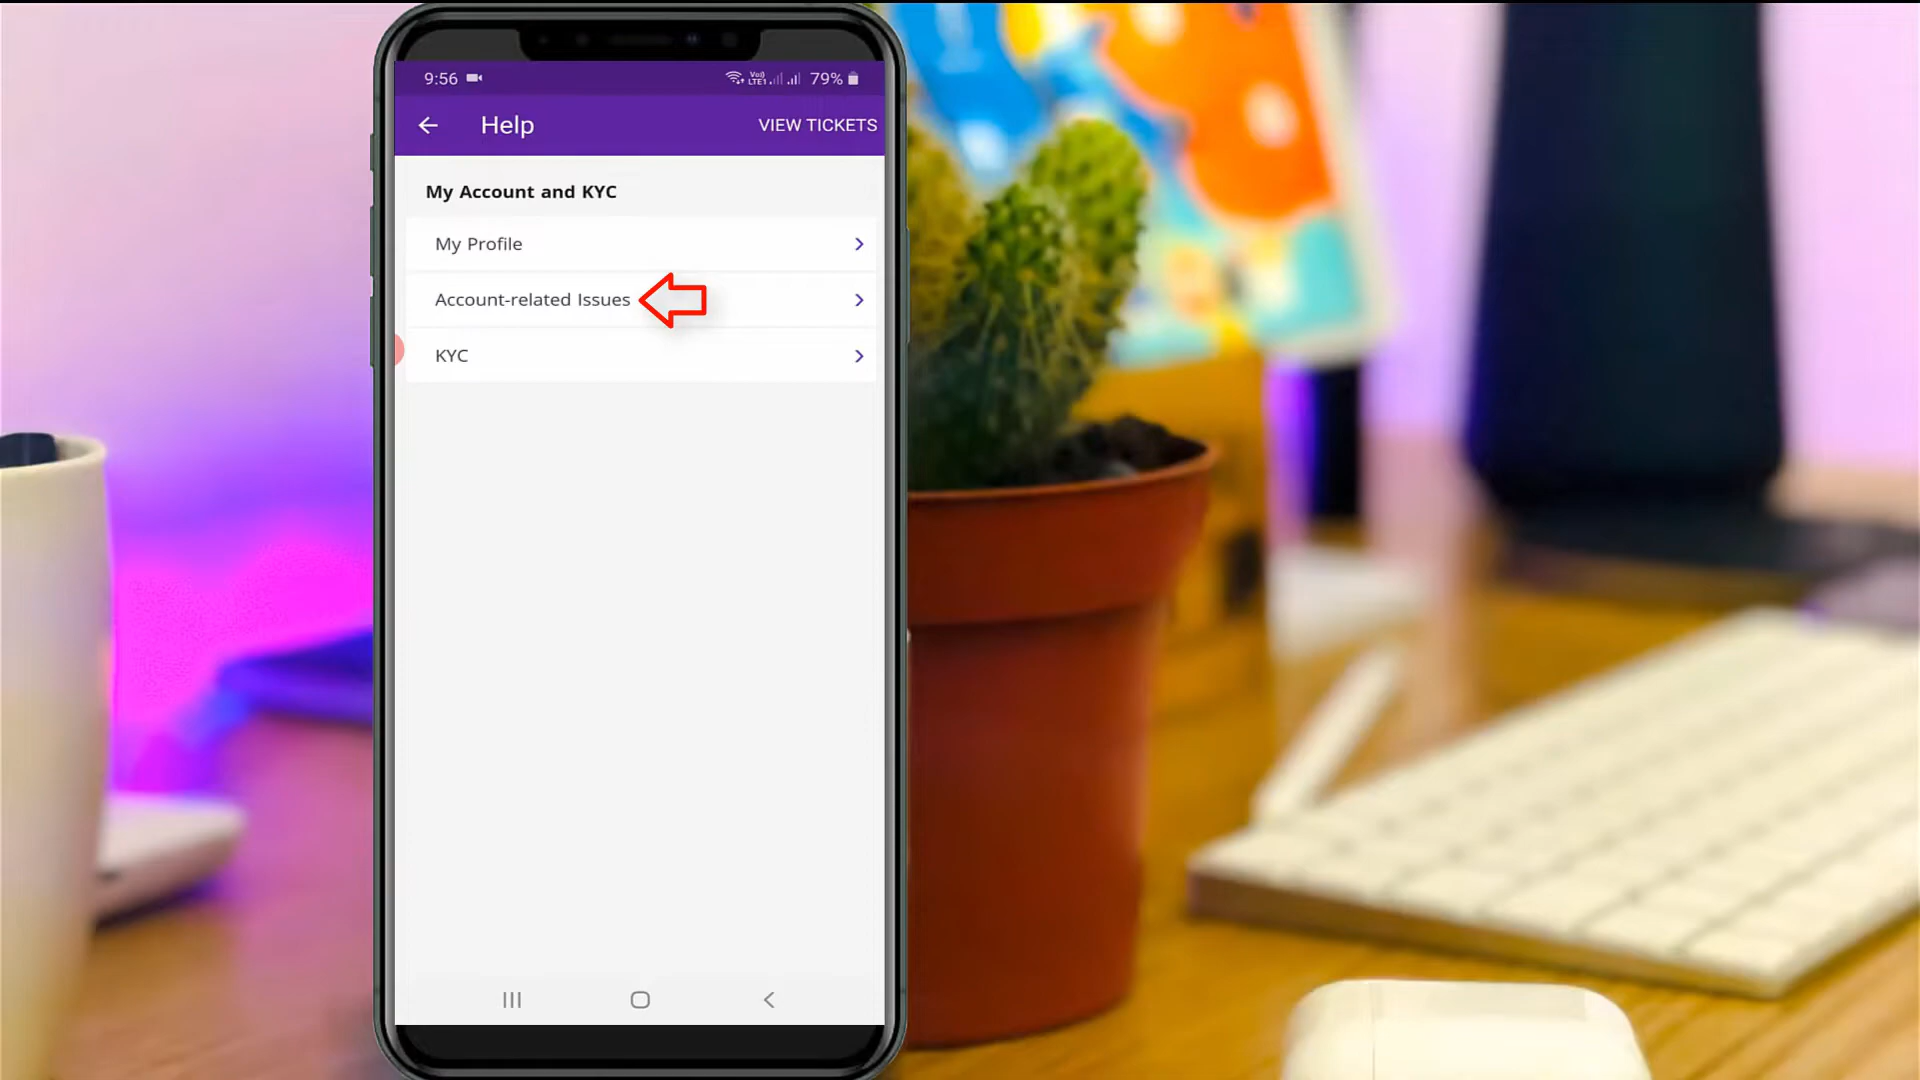 9:56 79%
Help VIEW TICKETS
My Account and KYC
My Profile
Account-related Issues
KYC